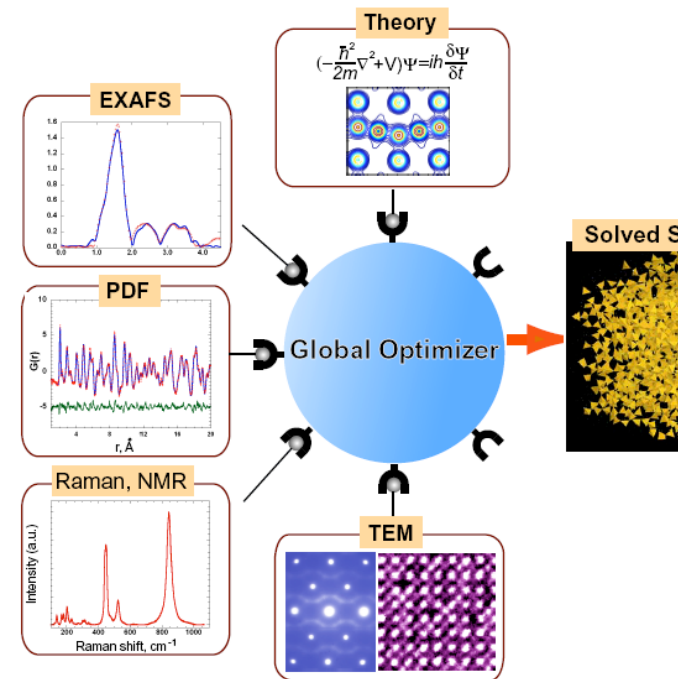 Theory
(-ħ²/2m ∇²+V)Ψ=ih δΨ/δt
EXAFS
1.6
1.4
1.2
1.0
0.8
0.6
0.4
0.2
0.0
0.0 1.0 2.0 3.0 4.0
Solved S
PDF
10
5
0
-5
G(r)
4 8 12 16 20
r, Å
Global Optimizer
Raman, NMR
Intensity (a.u.)
200 400 600 800 1000
Raman shift, cm⁻¹
TEM